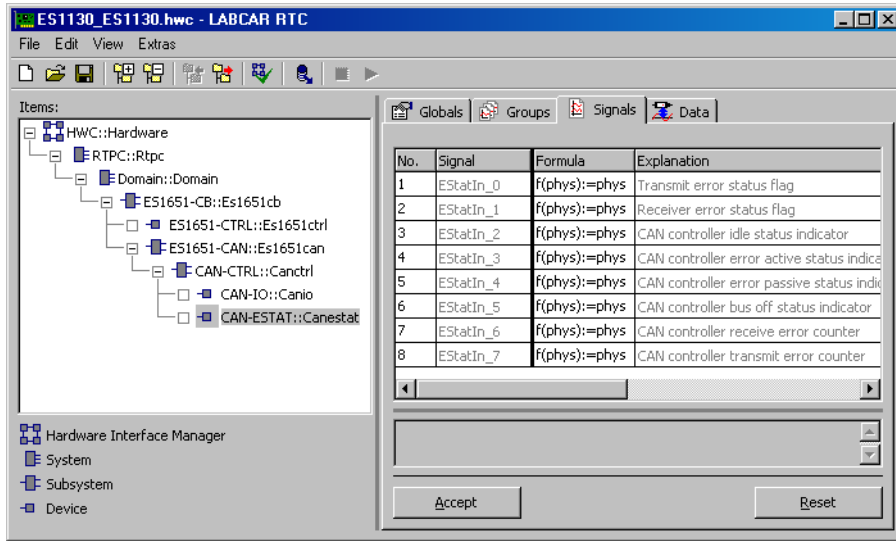 ES1130_ES1130.hwc - LABCAR RTC
File Edit View Extras
Items:
HWC::Hardware
RTPC::Rtpc
Domain::Domain
ES1651-CB::Es1651cb
ES1651-CTRL::Es1651ctrl
ES1651-CAN::Es1651can
CAN-CTRL::Canctrl
CAN-IO::Canio
CAN-ESTAT::Canestat
Hardware Interface Manager
System
Subsystem
Device
Globals Groups Signals Data
No. Signal Formula Explanation
1 EStatIn_0 f(phys):=phys Transmit error status flag
2 EStatIn_1 f(phys):=phys Receiver error status flag
3 EStatIn_2 f(phys):=phys CAN controller idle status indicator
4 EStatIn_3 f(phys):=phys CAN controller error active status indica
5 EStatIn_4 f(phys):=phys CAN controller error passive status indic
6 EStatIn_5 f(phys):=phys CAN controller bus off status indicator
7 EStatIn_6 f(phys):=phys CAN controller receive error counter
8 EStatIn_7 f(phys):=phys CAN controller transmit error counter
Accept Reset